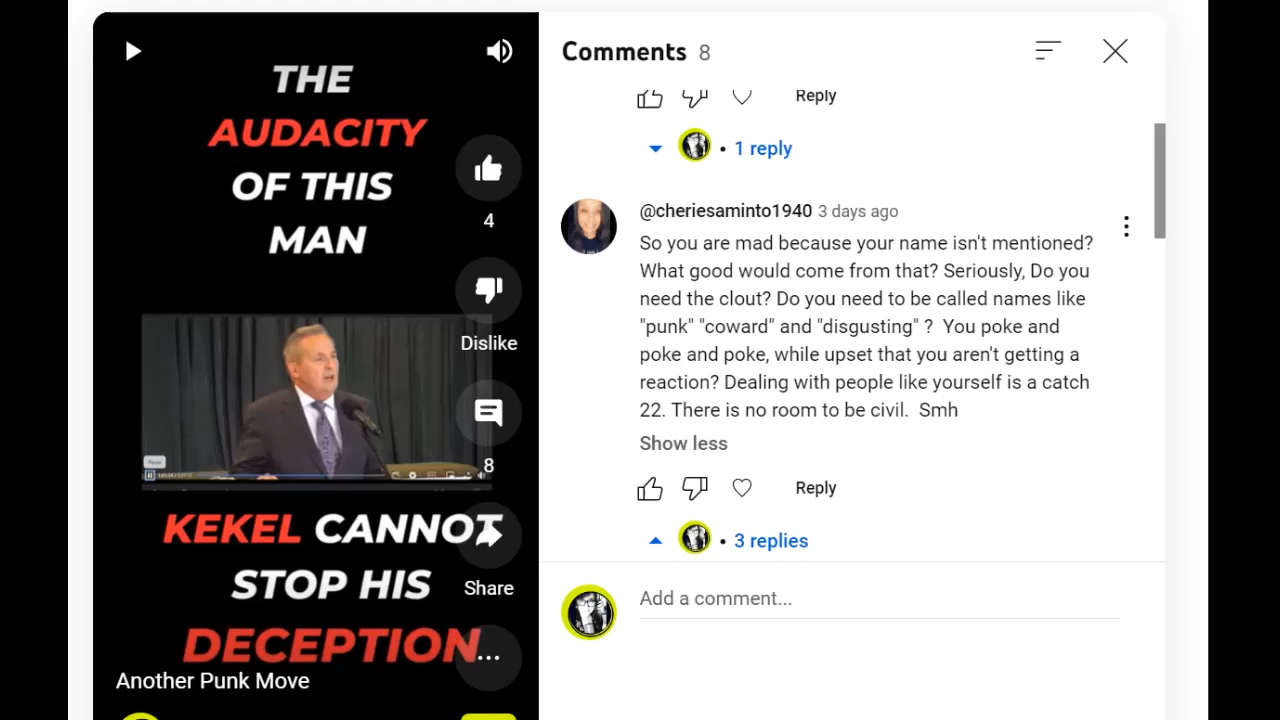 THE
AUDACITY
OF THIS
MAN
KEKEL CANNOT
STOP HIS
DECEPTION
Another Punk Move
4
Dislike
8
Share
Pause
Comments 8
Reply
1 reply
@cheriesaminto1940 3 days ago
So you are mad because your name isn't mentioned?
What good would come from that? Seriously, Do you
need the clout? Do you need to be called names like
"punk" "coward" and "disgusting" ? You poke and
poke and poke, while upset that you aren't getting a
reaction? Dealing with people like yourself is a catch
22. There is no room to be civil. Smh
Show less
Reply
3 replies
Add a comment...